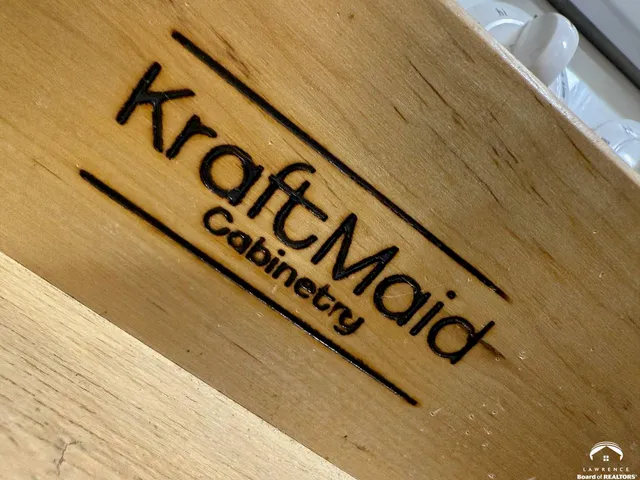 KraftMaid
Cabinetry
LAWRENCE
Board of REALTORS®